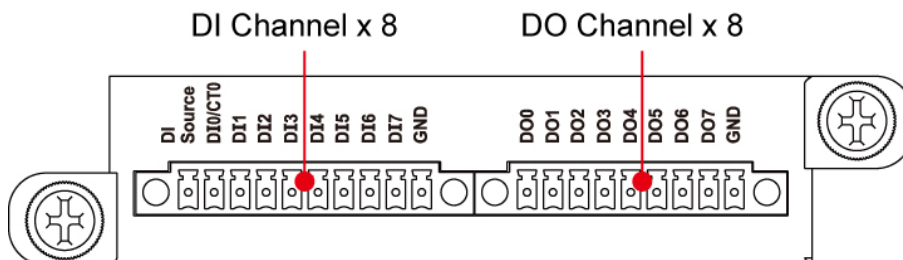 DI Channel x 8
DO Channel x 8
DI Source
DI0/CT0
DI1
DI2
DI3
DI4
DI5
DI6
DI7
GND
DO0
DO1
DO2
DO3
DO4
DO5
DO6
DO7
GND